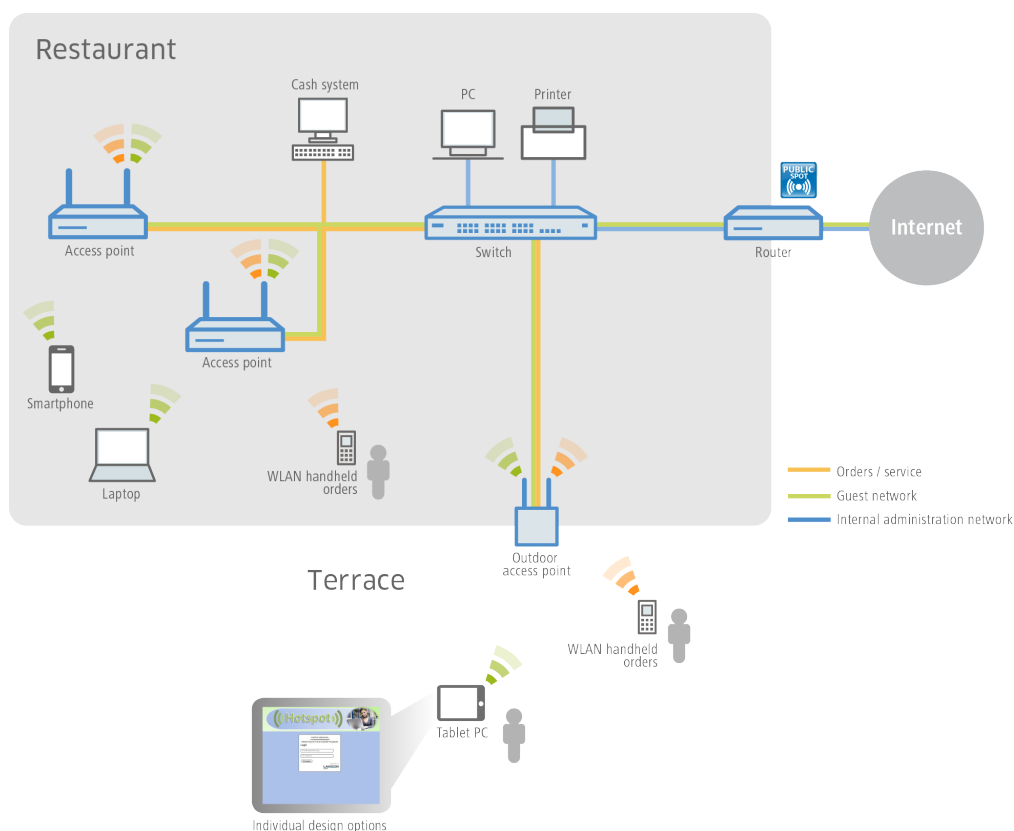 Restaurant
Cash system
PC
Printer
PUBLIC
SPOT
Access point
Switch
Router
Internet
Access point
Smartphone
Laptop
WLAN handheld
orders
Orders / service
Guest network
Internal administration network
Outdoor
access point
Terrace
WLAN handheld
orders
Tablet PC
Hotspot
Login
LANCOM
Individual design options